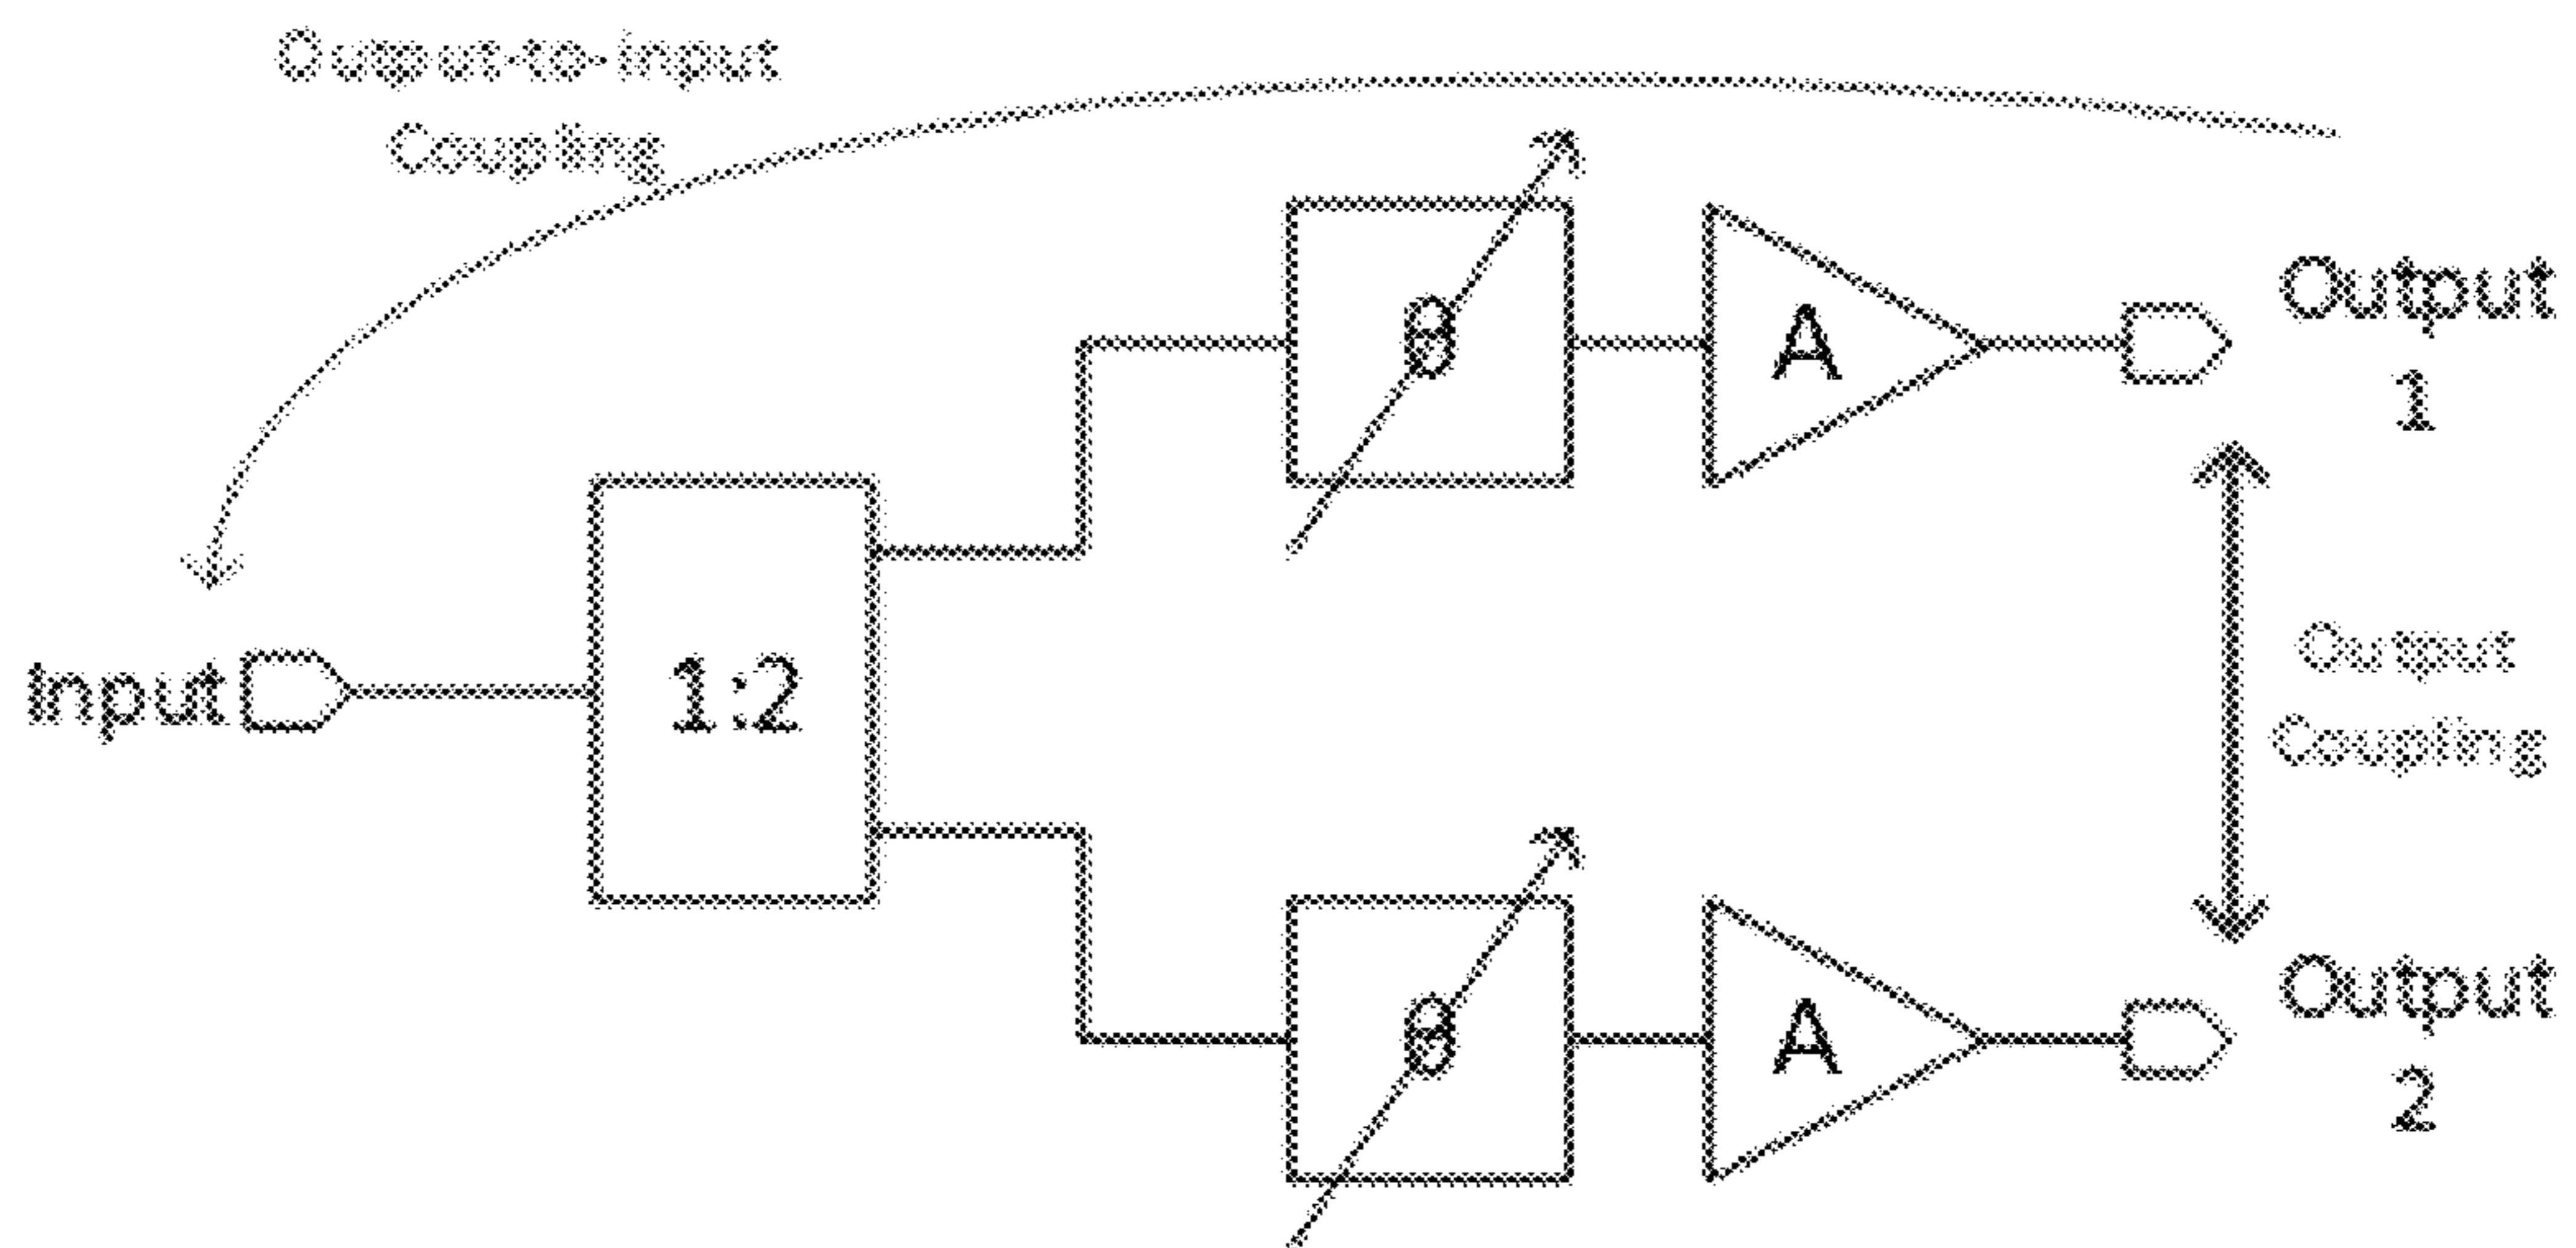 Output-to-input
Coupling
θ
A
Output
1
Input
1:2
Output
Coupling
θ
A
Output
2